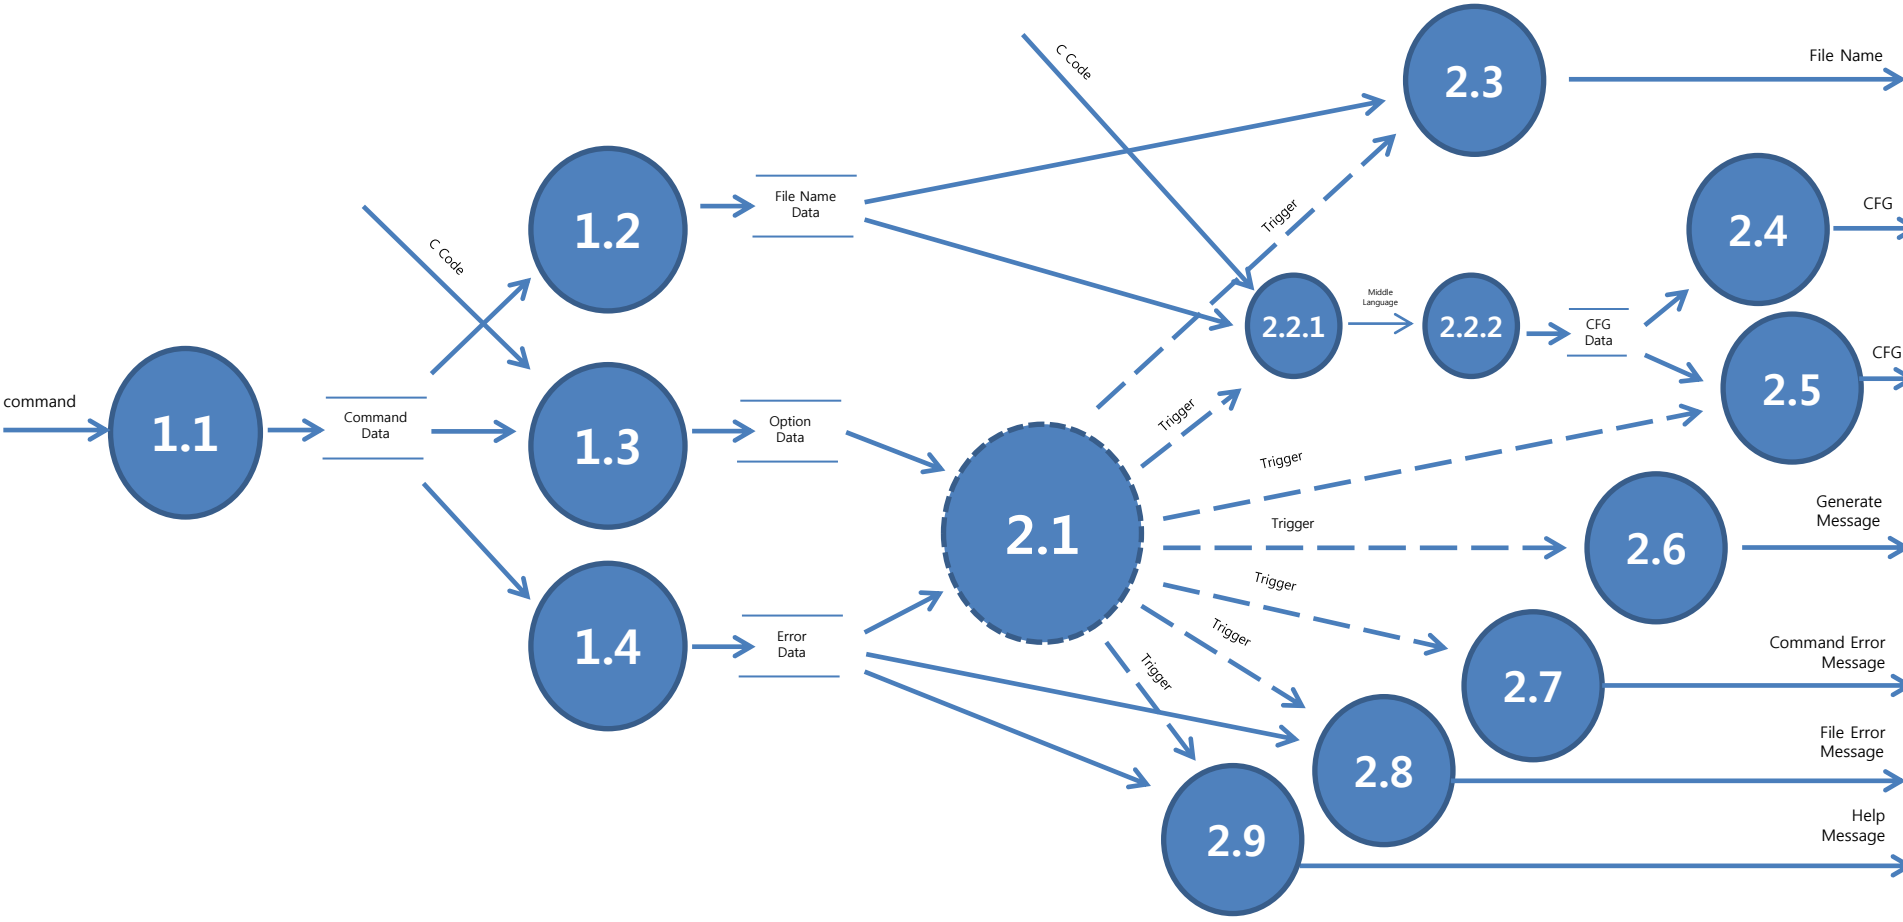 command
1.1
Command
Data
C Code
1.2
1.3
1.4
File Name
Data
Option
Data
Error
Data
2.1
C Code
Trigger
Trigger
Trigger
Trigger
Trigger
Trigger
Trigger
2.2.1
Middle
Language
2.2.2
CFG
Data
2.3
File Name
2.4
CFG
2.5
CFG
2.6
Generate
Message
2.7
Command Error
Message
2.8
File Error
Message
2.9
Help
Message